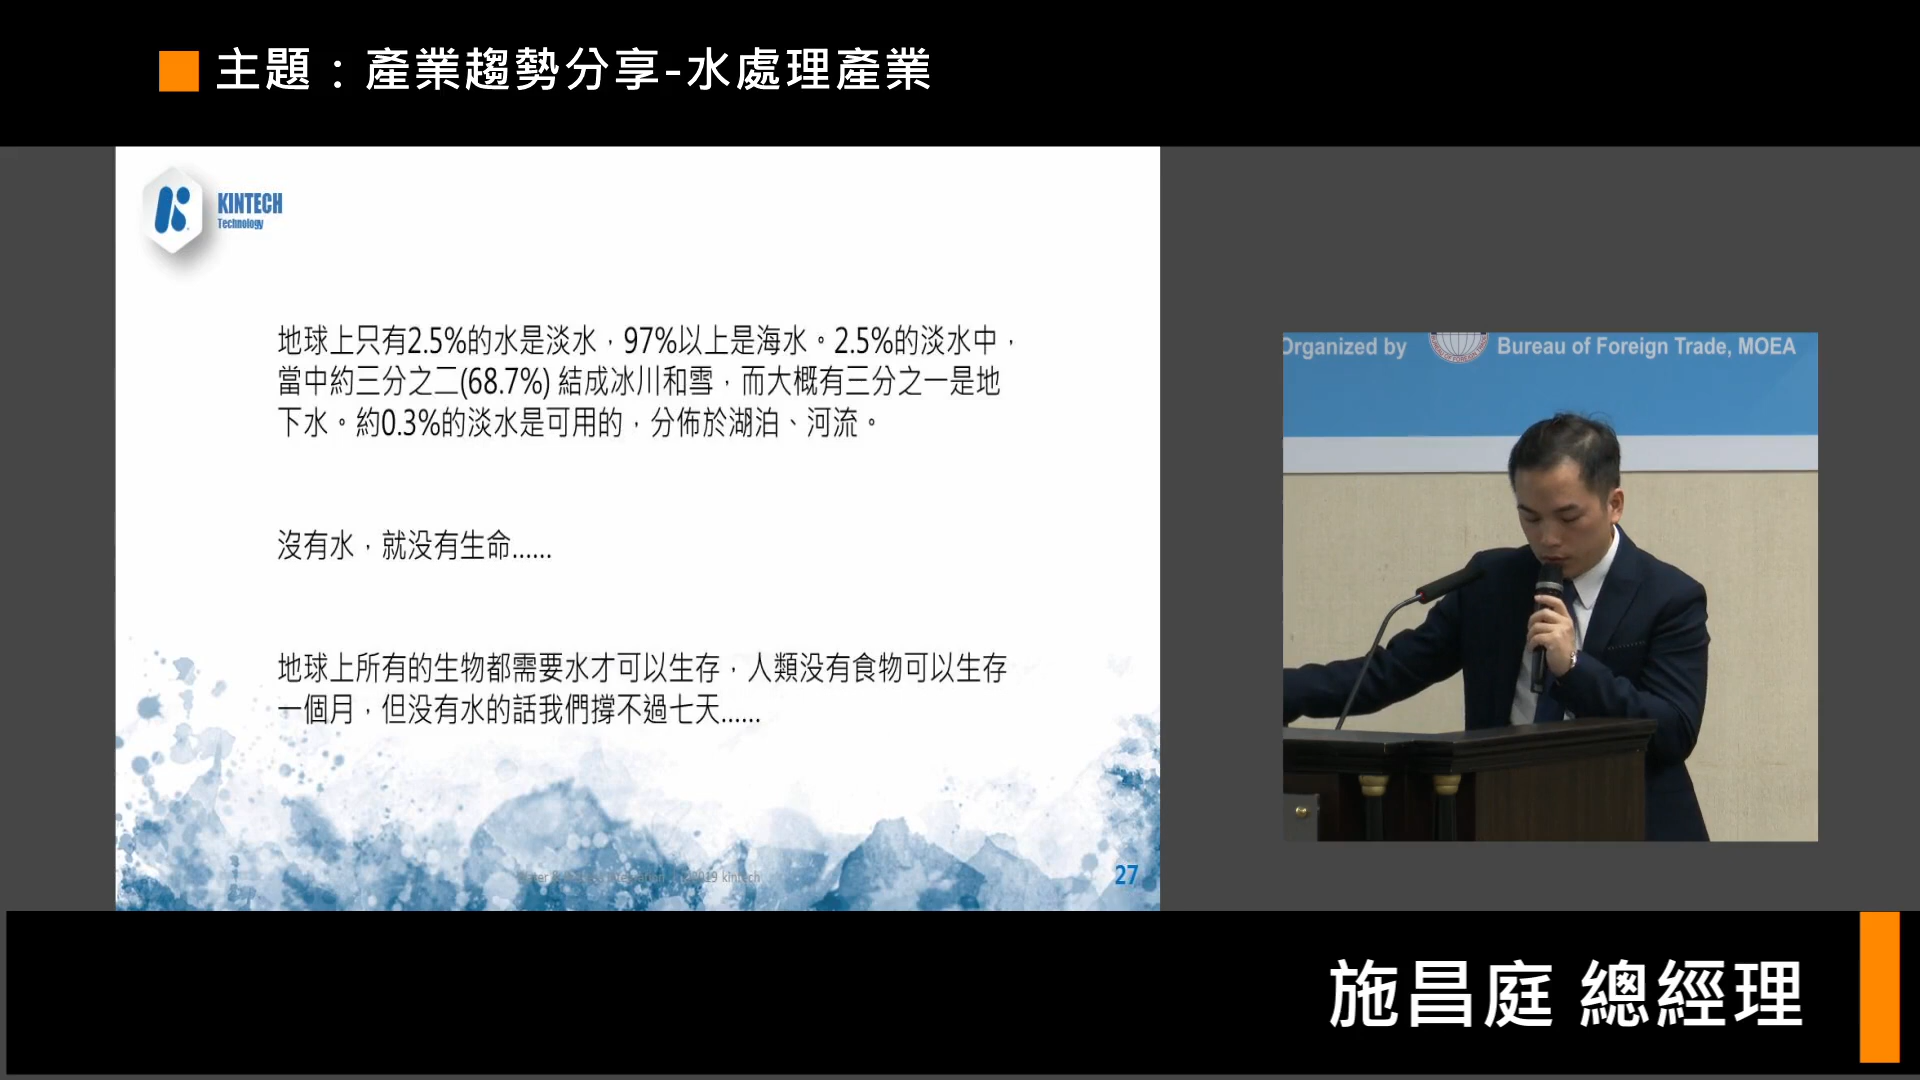 主題：產業趨勢分享-水處理產業
KINTECH
Technology
地球上只有2.5%的水是淡水，97%以上是海水。2.5%的淡水中，
當中約三分之二(68.7%) 結成冰川和雪，而大概有三分之一是地
下水。約0.3%的淡水是可用的，分佈於湖泊、河流。
沒有水，就没有生命......
地球上所有的生物都需要水才可以生存，人類没有食物可以生存
一個月，但没有水的話我們撐不過七天......
kintech
27
Organized by
Bureau of Foreign Trade, MOEA
施昌庭 總經理